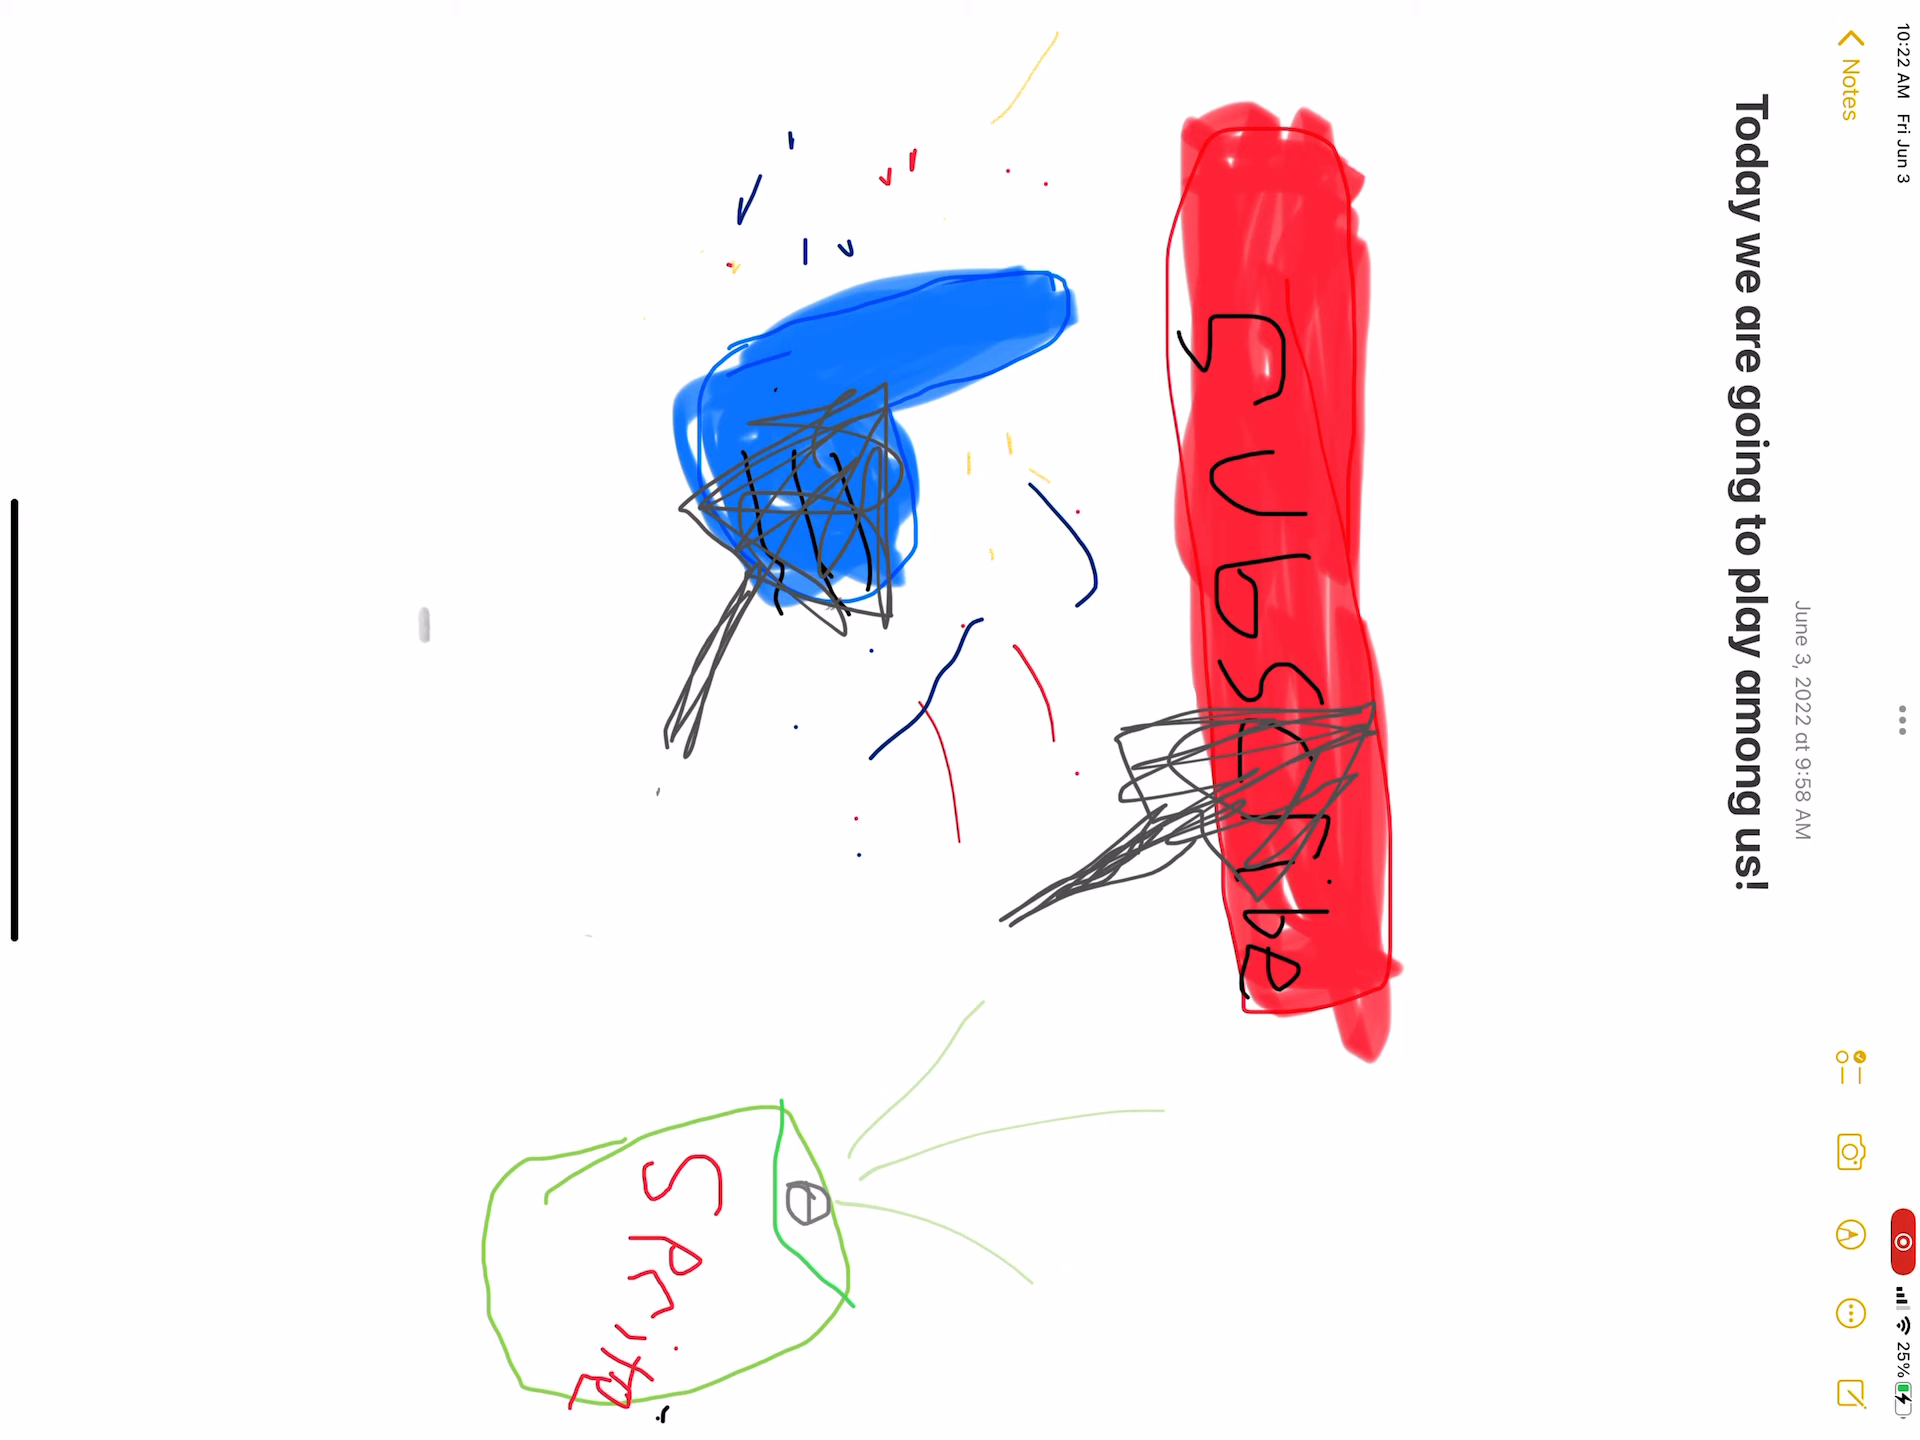 10:22 AM Fri Jun 3
25%
Notes
June 3, 2022 at 9:58 AM
Today we are going to play among us!
Subscribe
Sprite